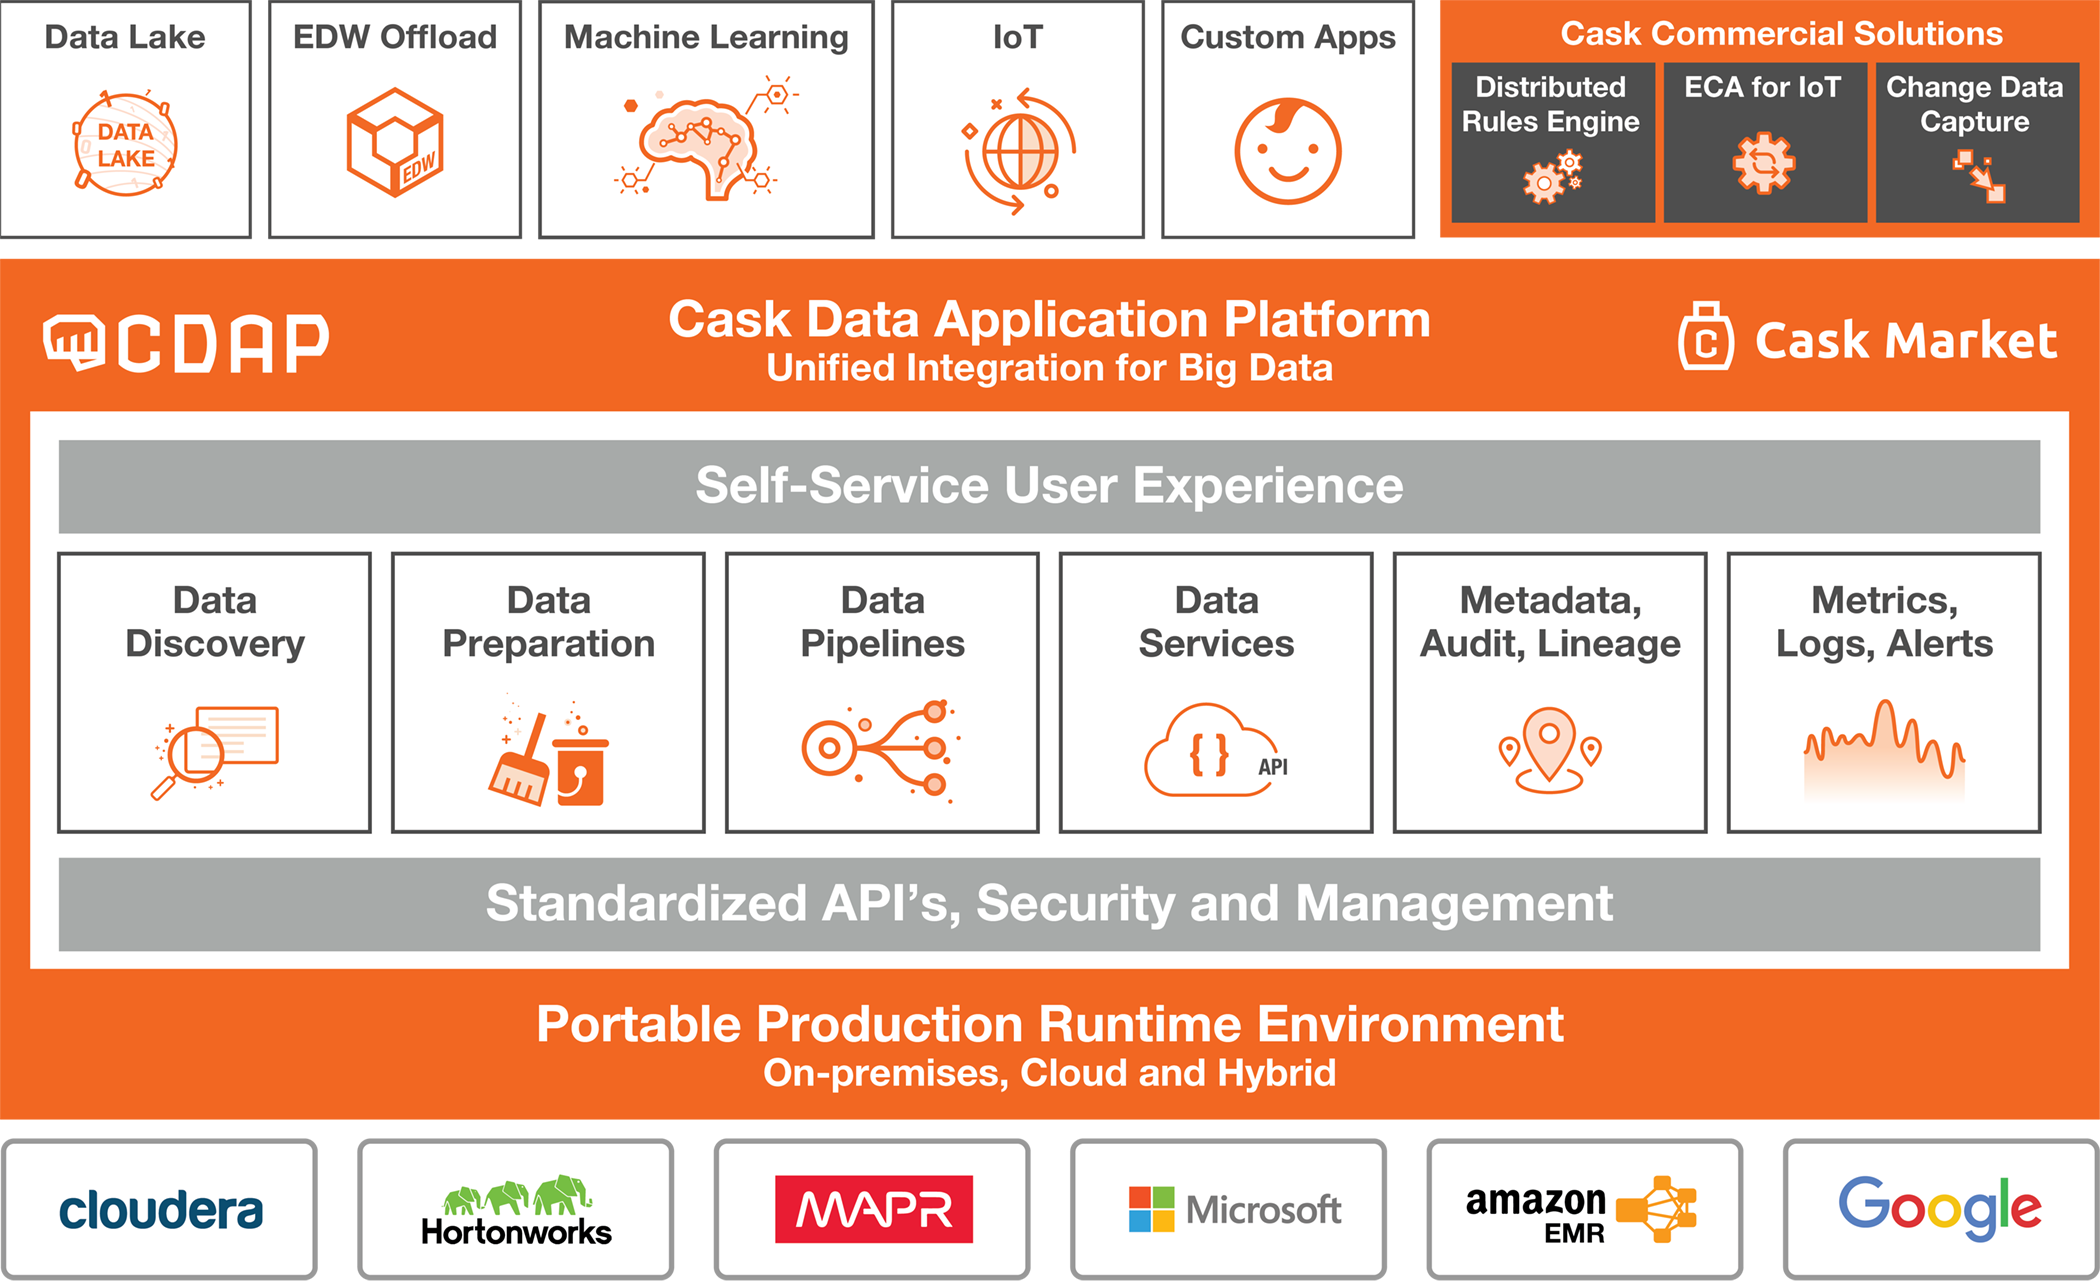 Data Lake
DATA
LAKE
EDW Offload
EDW
Machine Learning
IoT
Custom Apps
Cask Commercial Solutions
Distributed
Rules Engine
ECA for IoT
Change Data
Capture
CDAP
Cask Data Application Platform
Unified Integration for Big Data
C
Cask Market
Self-Service User Experience
Data
Discovery
Data
Preparation
Data
Pipelines
Data
Services
{ }
API
Metadata,
Audit, Lineage
Metrics,
Logs, Alerts
Standardized API’s, Security and Management
Portable Production Runtime Environment
On-premises, Cloud and Hybrid
cloudera
Hortonworks
MAPR
Microsoft
amazon
EMR
Google